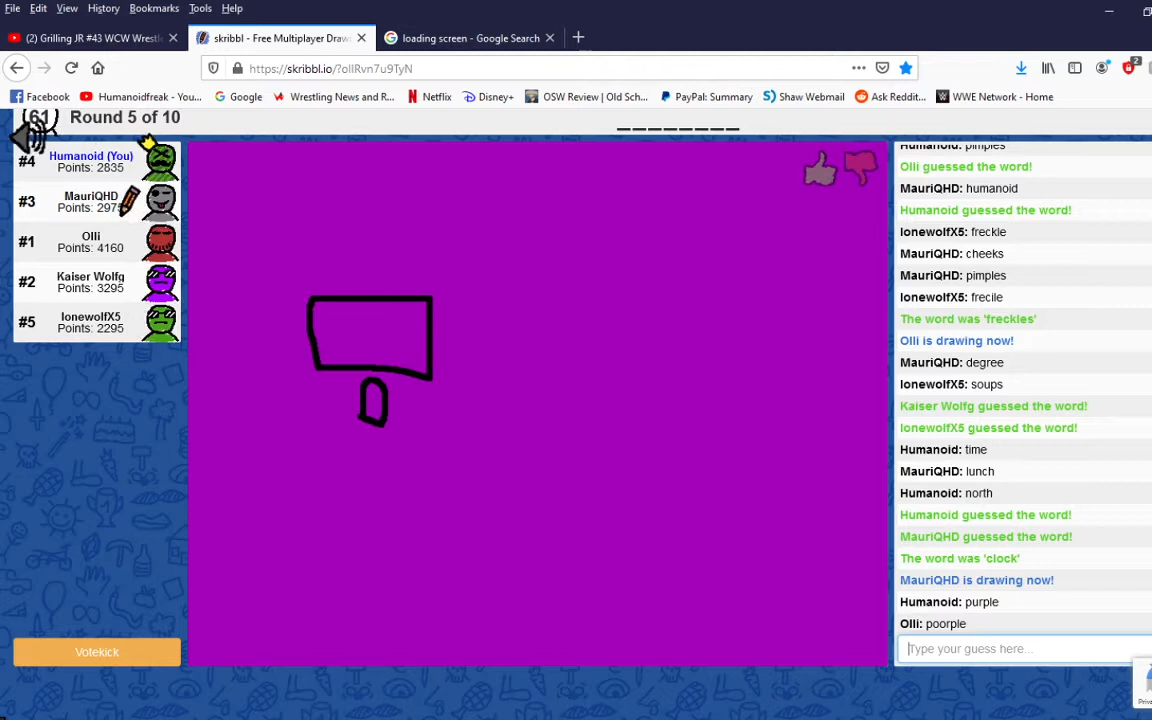 File Edit View History Bookmarks Tools Help
(2) Grilling JR #43 WCW Wrestl
skribbl - Free Multiplayer Drawi
loading screen - Google Search
https://skribbl.io/?olIRvn7u9TyN
2
Facebook Humanoidfreak - You... Google Wrestling News and R... Netflix Disney+ OSW Review | Old Sch... PayPal: Summary Shaw Webmail Ask Reddit... WWE Network - Home
61 Round 5 of 10
________
#4 Humanoid (You)
Points: 2835
#3 MauriQHD
Points: 2975
#1 Olli
Points: 4160
#2 Kaiser Wolfg
Points: 3295
#5 lonewolfX5
Points: 2295
Votekick
Humanoid: pimples
Olli guessed the word!
MauriQHD: humanoid
Humanoid guessed the word!
lonewolfX5: freckle
MauriQHD: cheeks
MauriQHD: pimples
lonewolfX5: frecile
The word was 'freckles'
Olli is drawing now!
MauriQHD: degree
lonewolfX5: soups
Kaiser Wolfg guessed the word!
lonewolfX5 guessed the word!
Humanoid: time
MauriQHD: lunch
Humanoid: north
Humanoid guessed the word!
MauriQHD guessed the word!
The word was 'clock'
MauriQHD is drawing now!
Humanoid: purple
Olli: poorple
Type your guess here...